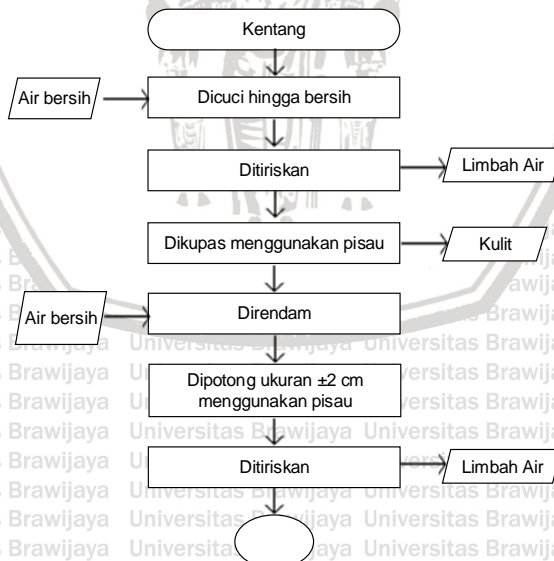 Kentang
Air bersih
Dicuci hingga bersih
Ditiriskan
Limbah Air
Dikupas menggunakan pisau
Kulit
Air bersih
Direndam
Dipotong ukuran ±2 cm
menggunakan pisau
Ditiriskan
Limbah Air
Universitas Brawijaya